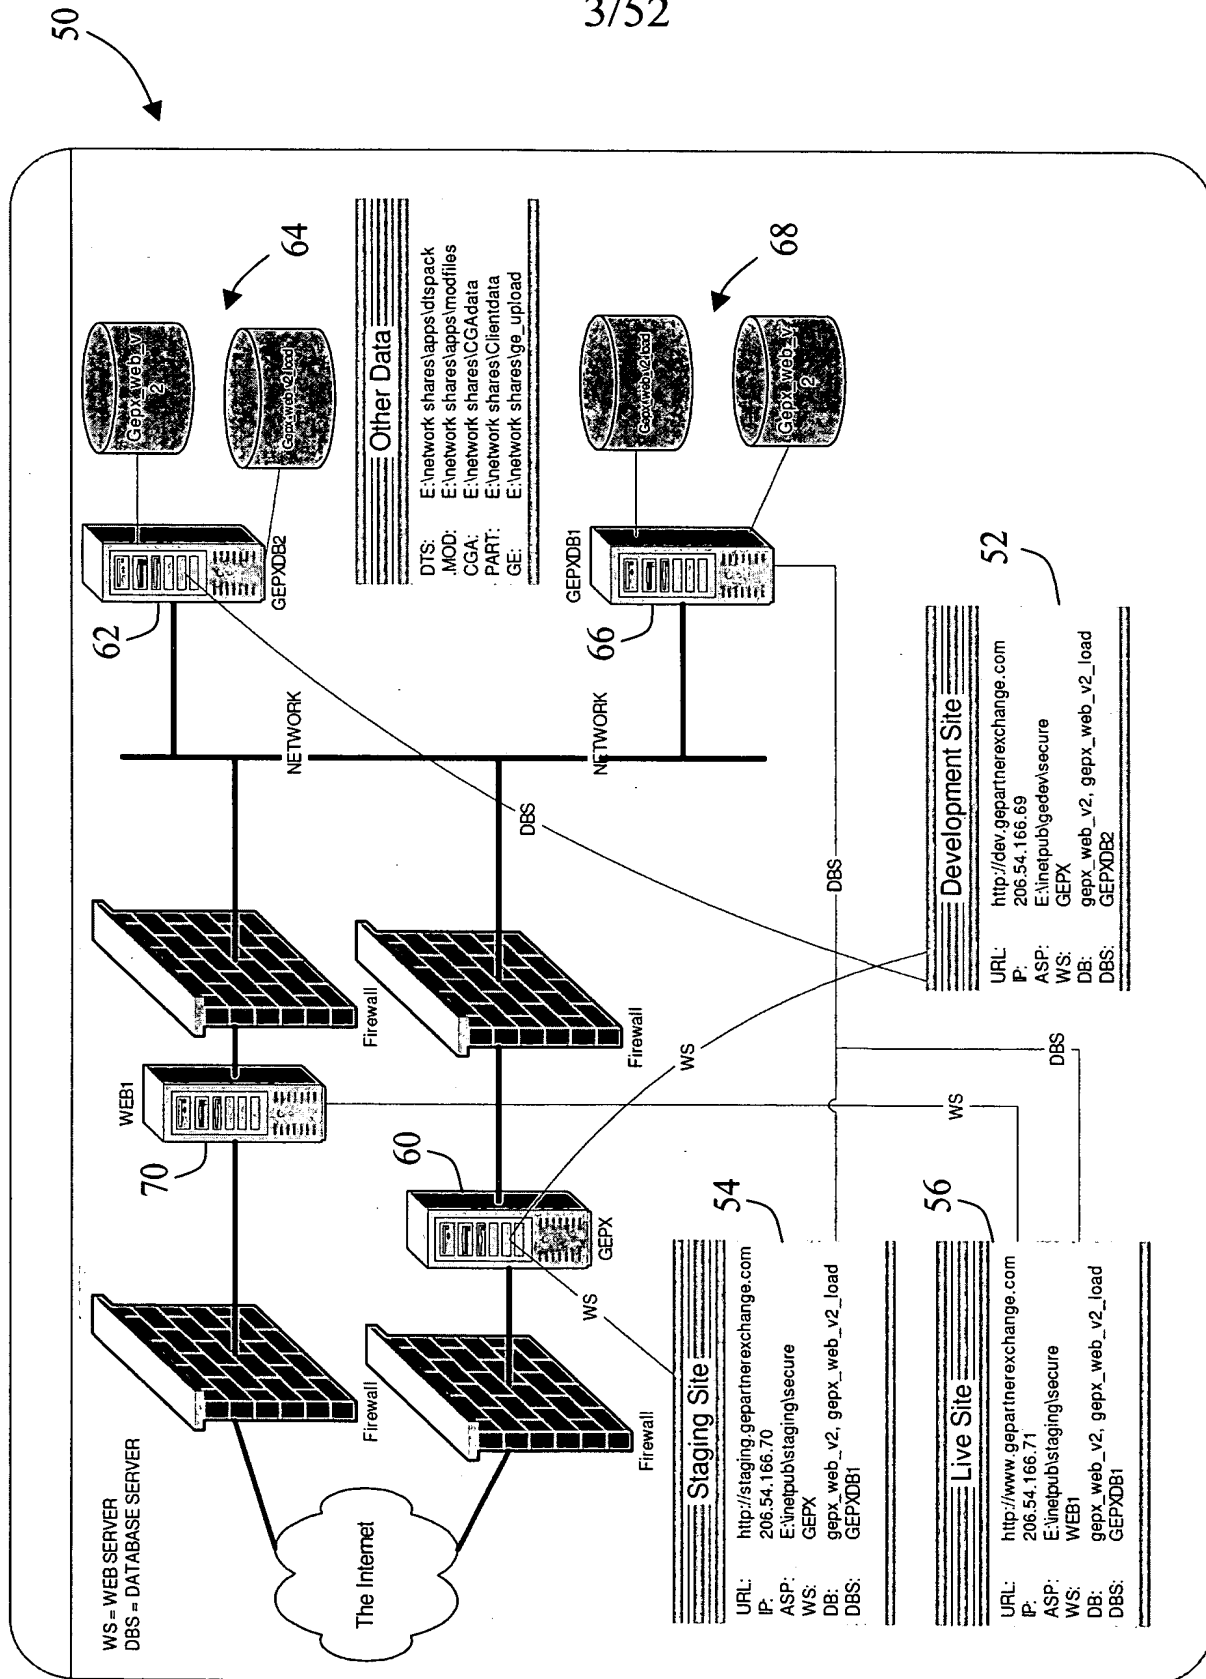 3/52
50
WS = WEB SERVER
DBS = DATABASE SERVER
The Internet
Firewall
Firewall
WEB1
70
60
GEPX
Firewall
Firewall
NETWORK
NETWORK
62
GEPXDB2
Gepx_web_v
2
Gepx_web_v2_load
64
Other Data
DTS: E:\network shares\apps\dtspack
.MOD: E:\network shares\apps\modfiles
CGA: E:\network shares\CGAdata
PART: E:\network shares\Clientdata
GE: E:\network shares\ge_upload
GEPXDB1
66
Gepx_web_v2_load
Gepx_web_v
2
68
WS
WS
WS
DBS
DBS
DBS
Staging Site
54
URL: http://staging.gepartnerexchange.com
IP: 206.54.166.70
ASP: E:\inetpub\staging\secure
WS: GEPX
DB: gepx_web_v2, gepx_web_v2_load
DBS: GEPXDB1
Live Site
56
URL: http://www.gepartnerexchange.com
IP: 206.54.166.71
ASP: E:\inetpub\staging\secure
WS: WEB1
DB: gepx_web_v2, gepx_web_v2_load
DBS: GEPXDB1
Development Site
52
URL: http://dev.gepartnerexchange.com
IP: 206.54.166.69
ASP: E:\inetpub\gedev\secure
WS: GEPX
DB: gepx_web_v2, gepx_web_v2_load
DBS: GEPXDB2